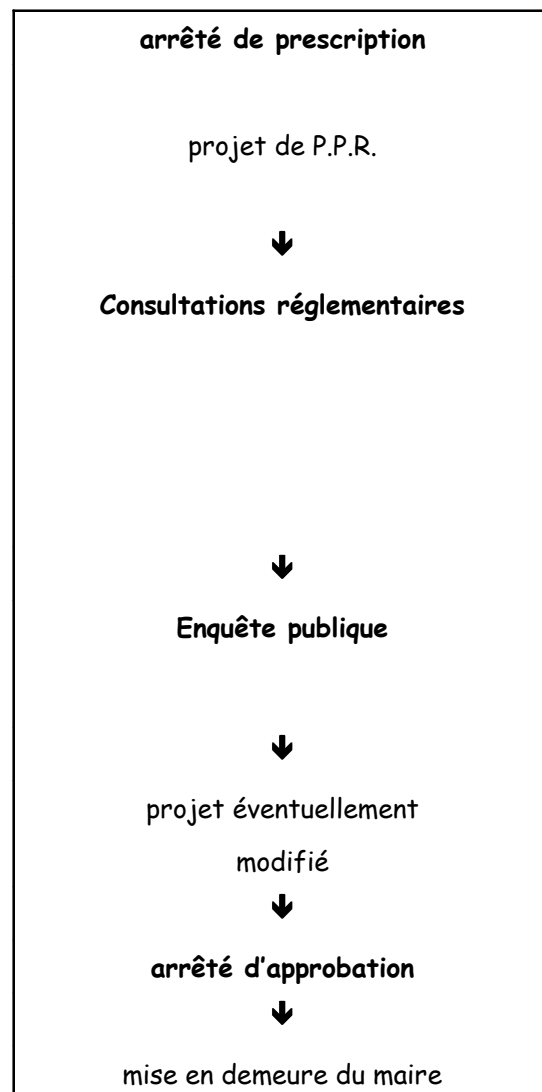 arrêté de prescription
projet de P.P.R.
Consultations réglementaires
Enquête publique
projet éventuellement
modifié
arrêté d'approbation
mise en demeure du maire